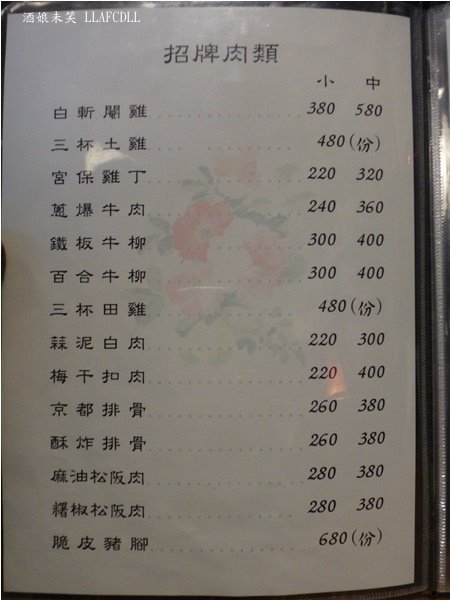 酒娘未笑 LLAFCDLL
招牌肉類
小 中
白斬閹雞 380 580
三杯土雞 480(份)
宮保雞丁 220 320
蔥爆牛肉 240 360
鐵板牛柳 300 400
百合牛柳 300 400
三杯田雞 480(份)
蒜泥白肉 220 300
梅干扣肉 220 400
京都排骨 260 380
酥炸排骨 260 380
麻油松阪肉 280 380
椒松阪肉 280 380
脆皮豬腳 680(份)